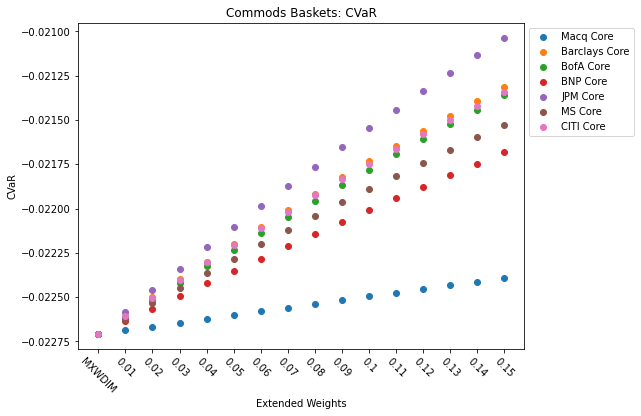 Commods Baskets: CVaR
−0.02100
−0.02125
−0.02150
−0.02175
−0.02200
−0.02225
−0.02250
−0.02275
CVaR
MXWDIM
0.01
0.02
0.03
0.04
0.05
0.06
0.07
0.08
0.09
0.1
0.11
0.12
0.13
0.14
0.15
Extended Weights
Macq Core
Barclays Core
BofA Core
BNP Core
JPM Core
MS Core
CITI Core